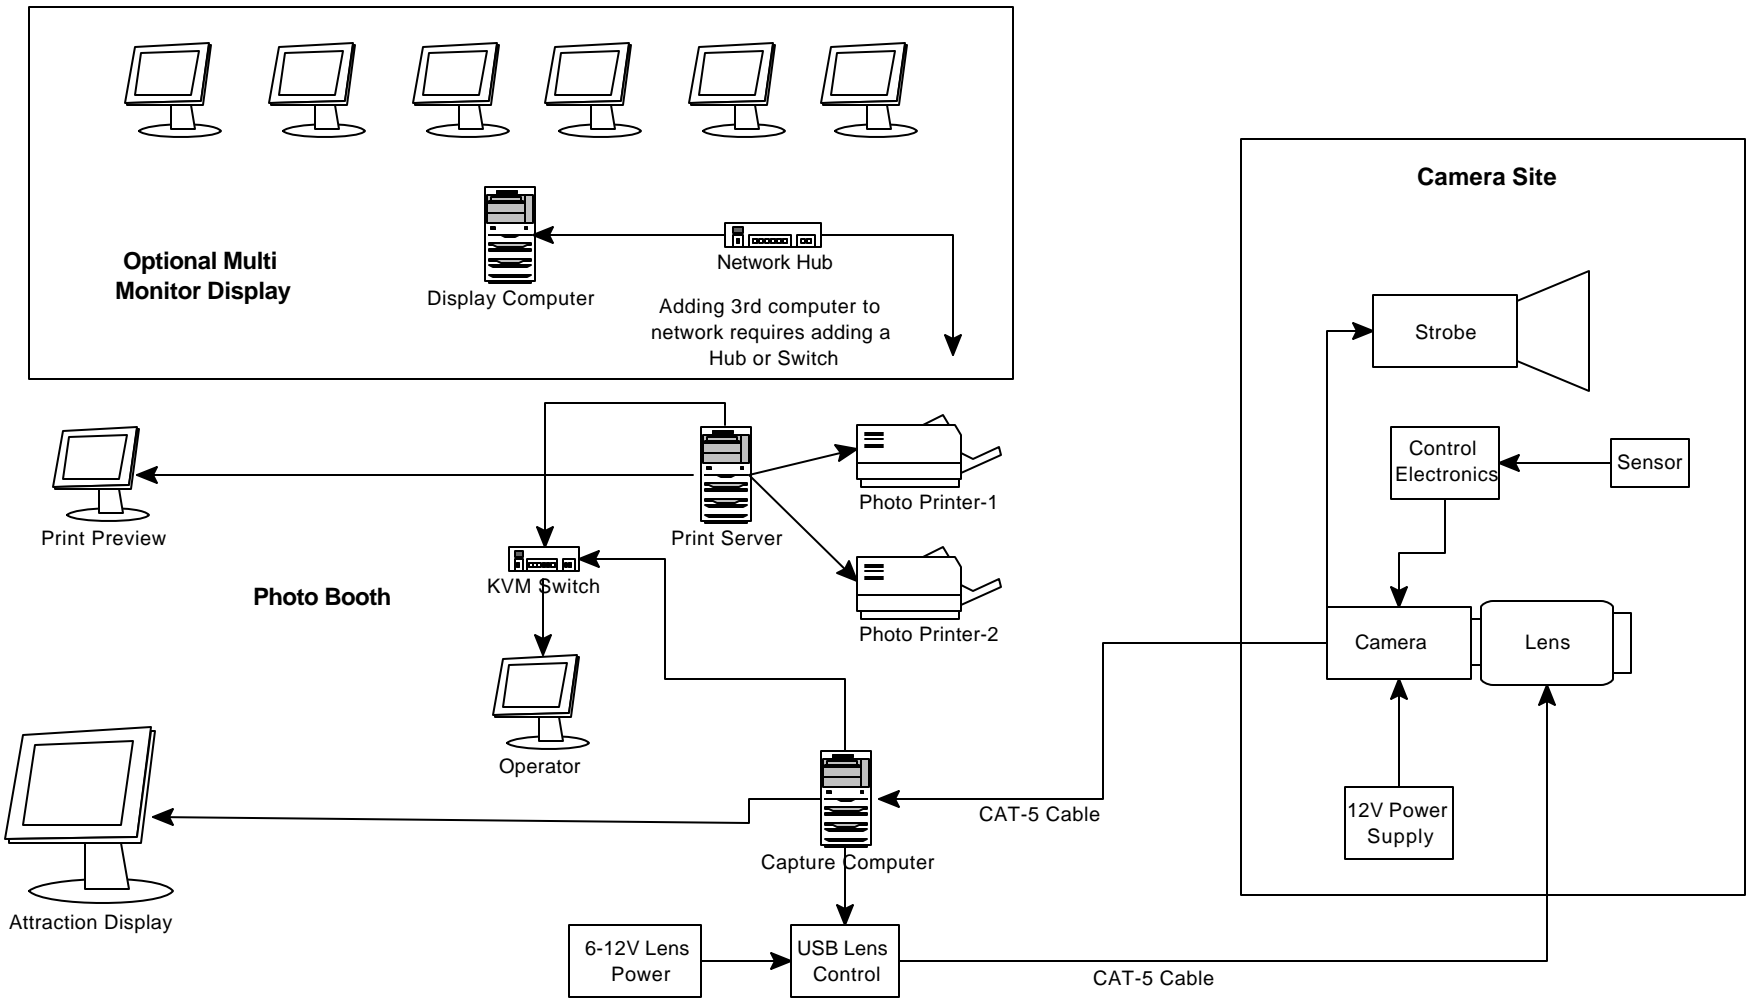 Camera Site
Optional Multi
Monitor Display
Network Hub
Display Computer
Adding 3rd computer to
network requires adding a
Hub or Switch
Strobe
Control
Electronics
Sensor
Photo Printer-1
Print Preview
Print Server
KVM Switch
Photo Booth
Photo Printer-2
Camera
Lens
Operator
12V Power
Supply
CAT-5 Cable
Capture Computer
Attraction Display
6-12V Lens
Power
USB Lens
Control
CAT-5 Cable